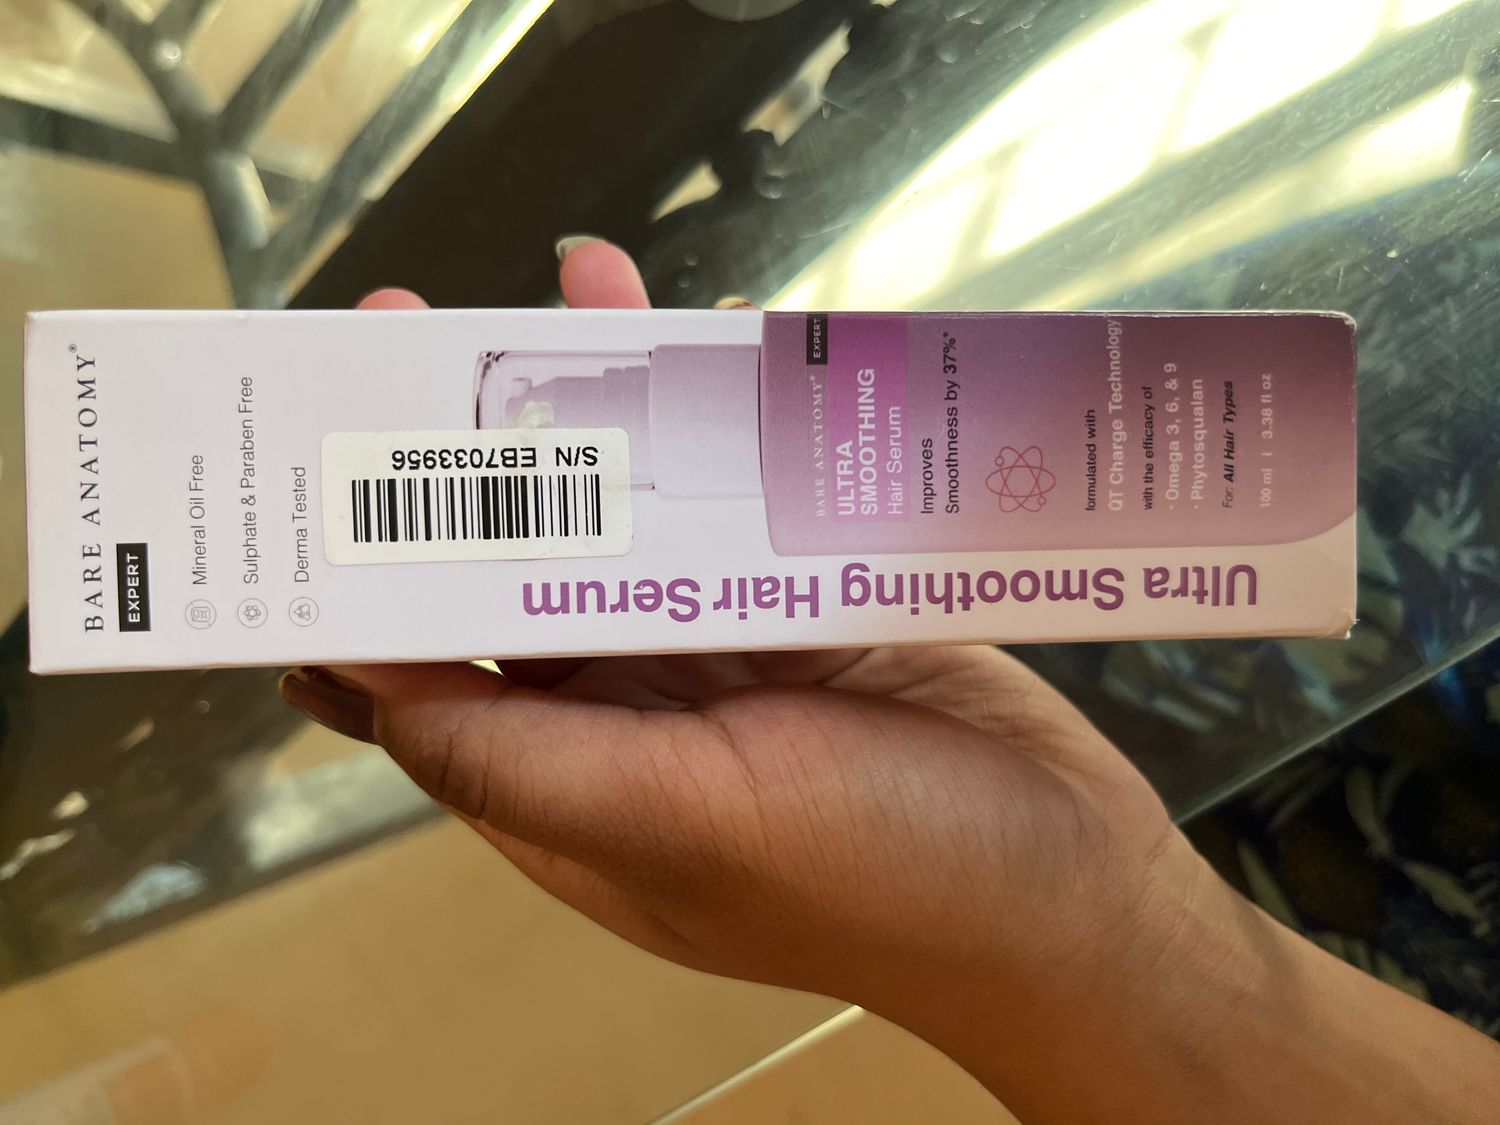 BARE ANATOMY®
EXPERT
Mineral Oil Free
Sulphate & Paraben Free
Derma Tested
S/N EB7033956
BARE ANATOMY®
EXPERT
ULTRA
SMOOTHING
Hair Serum
Improves
Smoothness by 37%*
formulated with
QT Charge Technology
with the efficacy of
• Omega 3, 6, & 9
• Phytosqualan
For: All Hair Types
100 ml | 3.38 fl oz
Ultra Smoothing Hair Serum